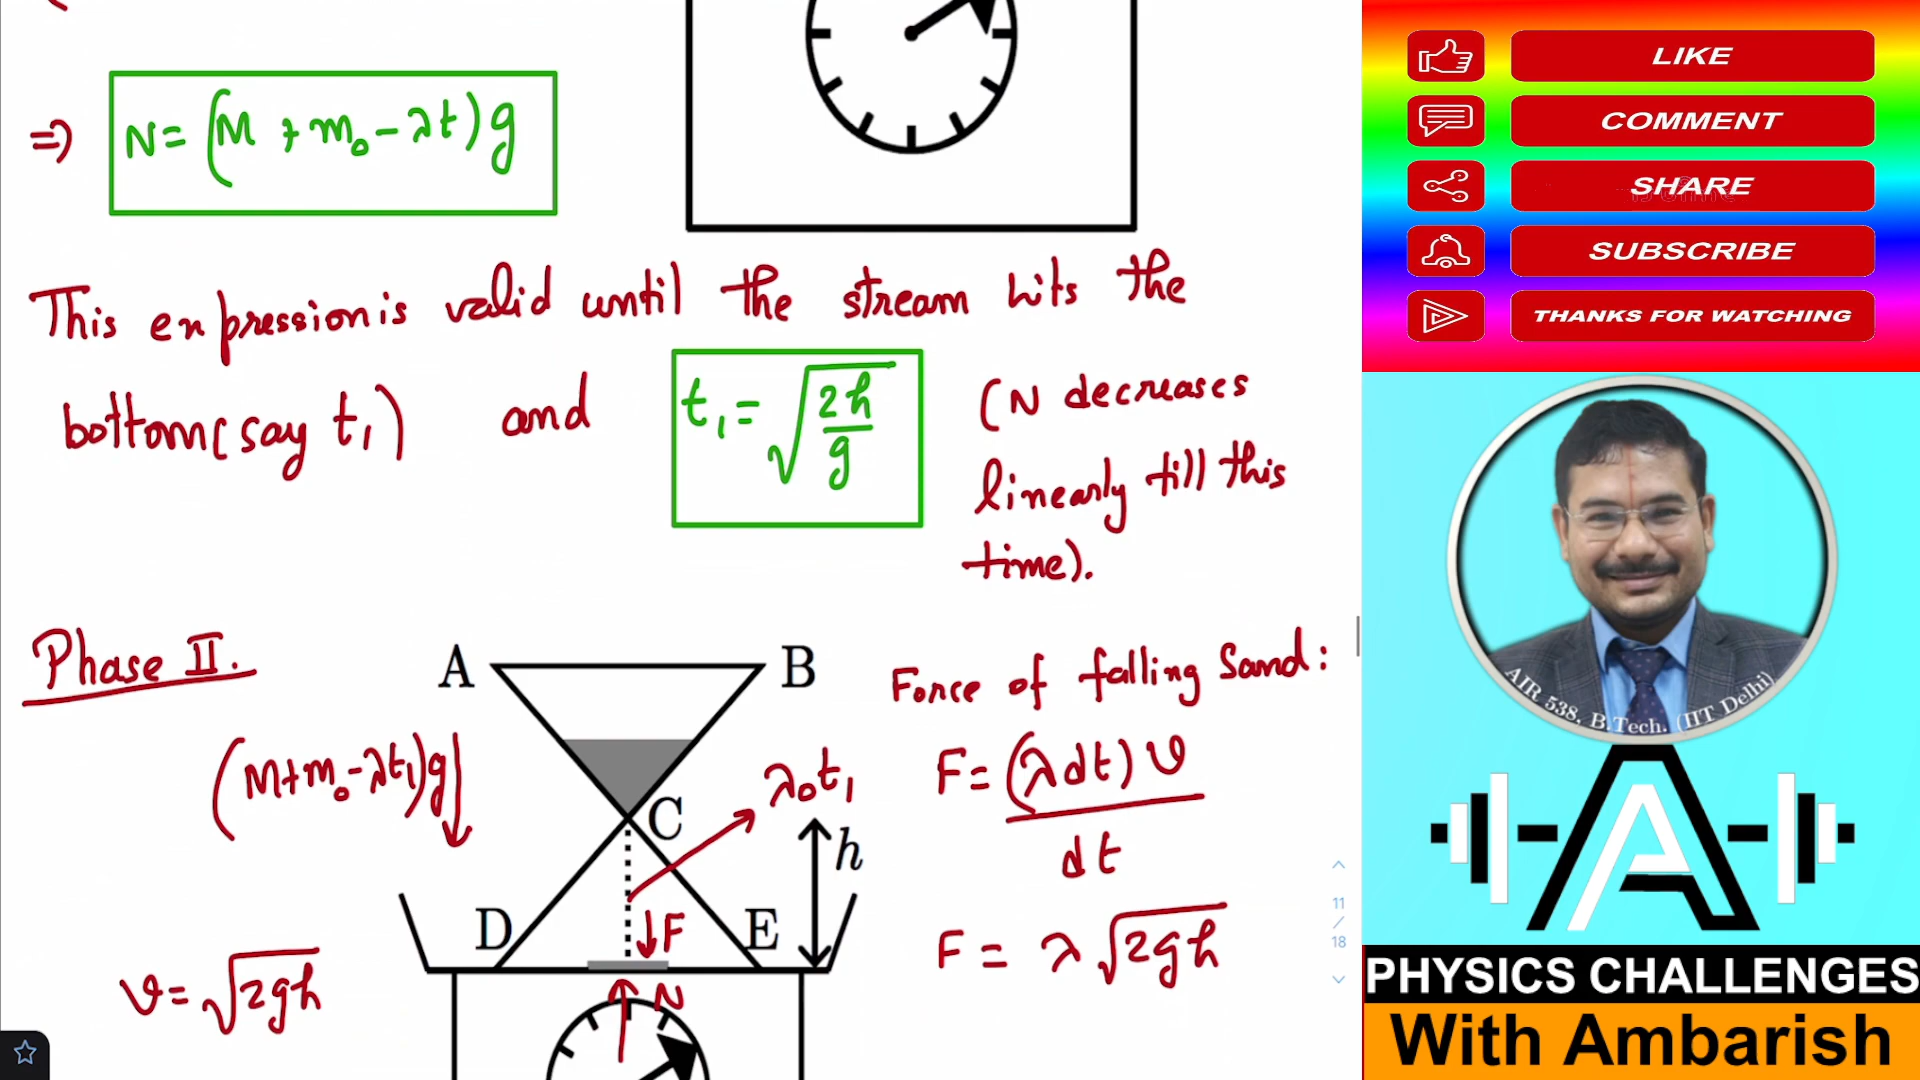 ⇒ N = (M + m₀ - λt) g
This expression is valid until the stream hits the
bottom (say t₁) and t₁ = √(2h/g) (N decreases
linearly till this
time).
Phase II.
A
B
C
D
E
h
(M+m₀-λt₁)g
λ₀t₁
F
N
v = √2gh
Force of falling Sand:
F = (λdt) v
dt
F = λ √2gh
11
/
18
LIKE
COMMENT
SHARE
SUBSCRIBE
THANKS FOR WATCHING
AIR 538, B.Tech. (IIT Delhi)
PHYSICS CHALLENGES
With Ambarish